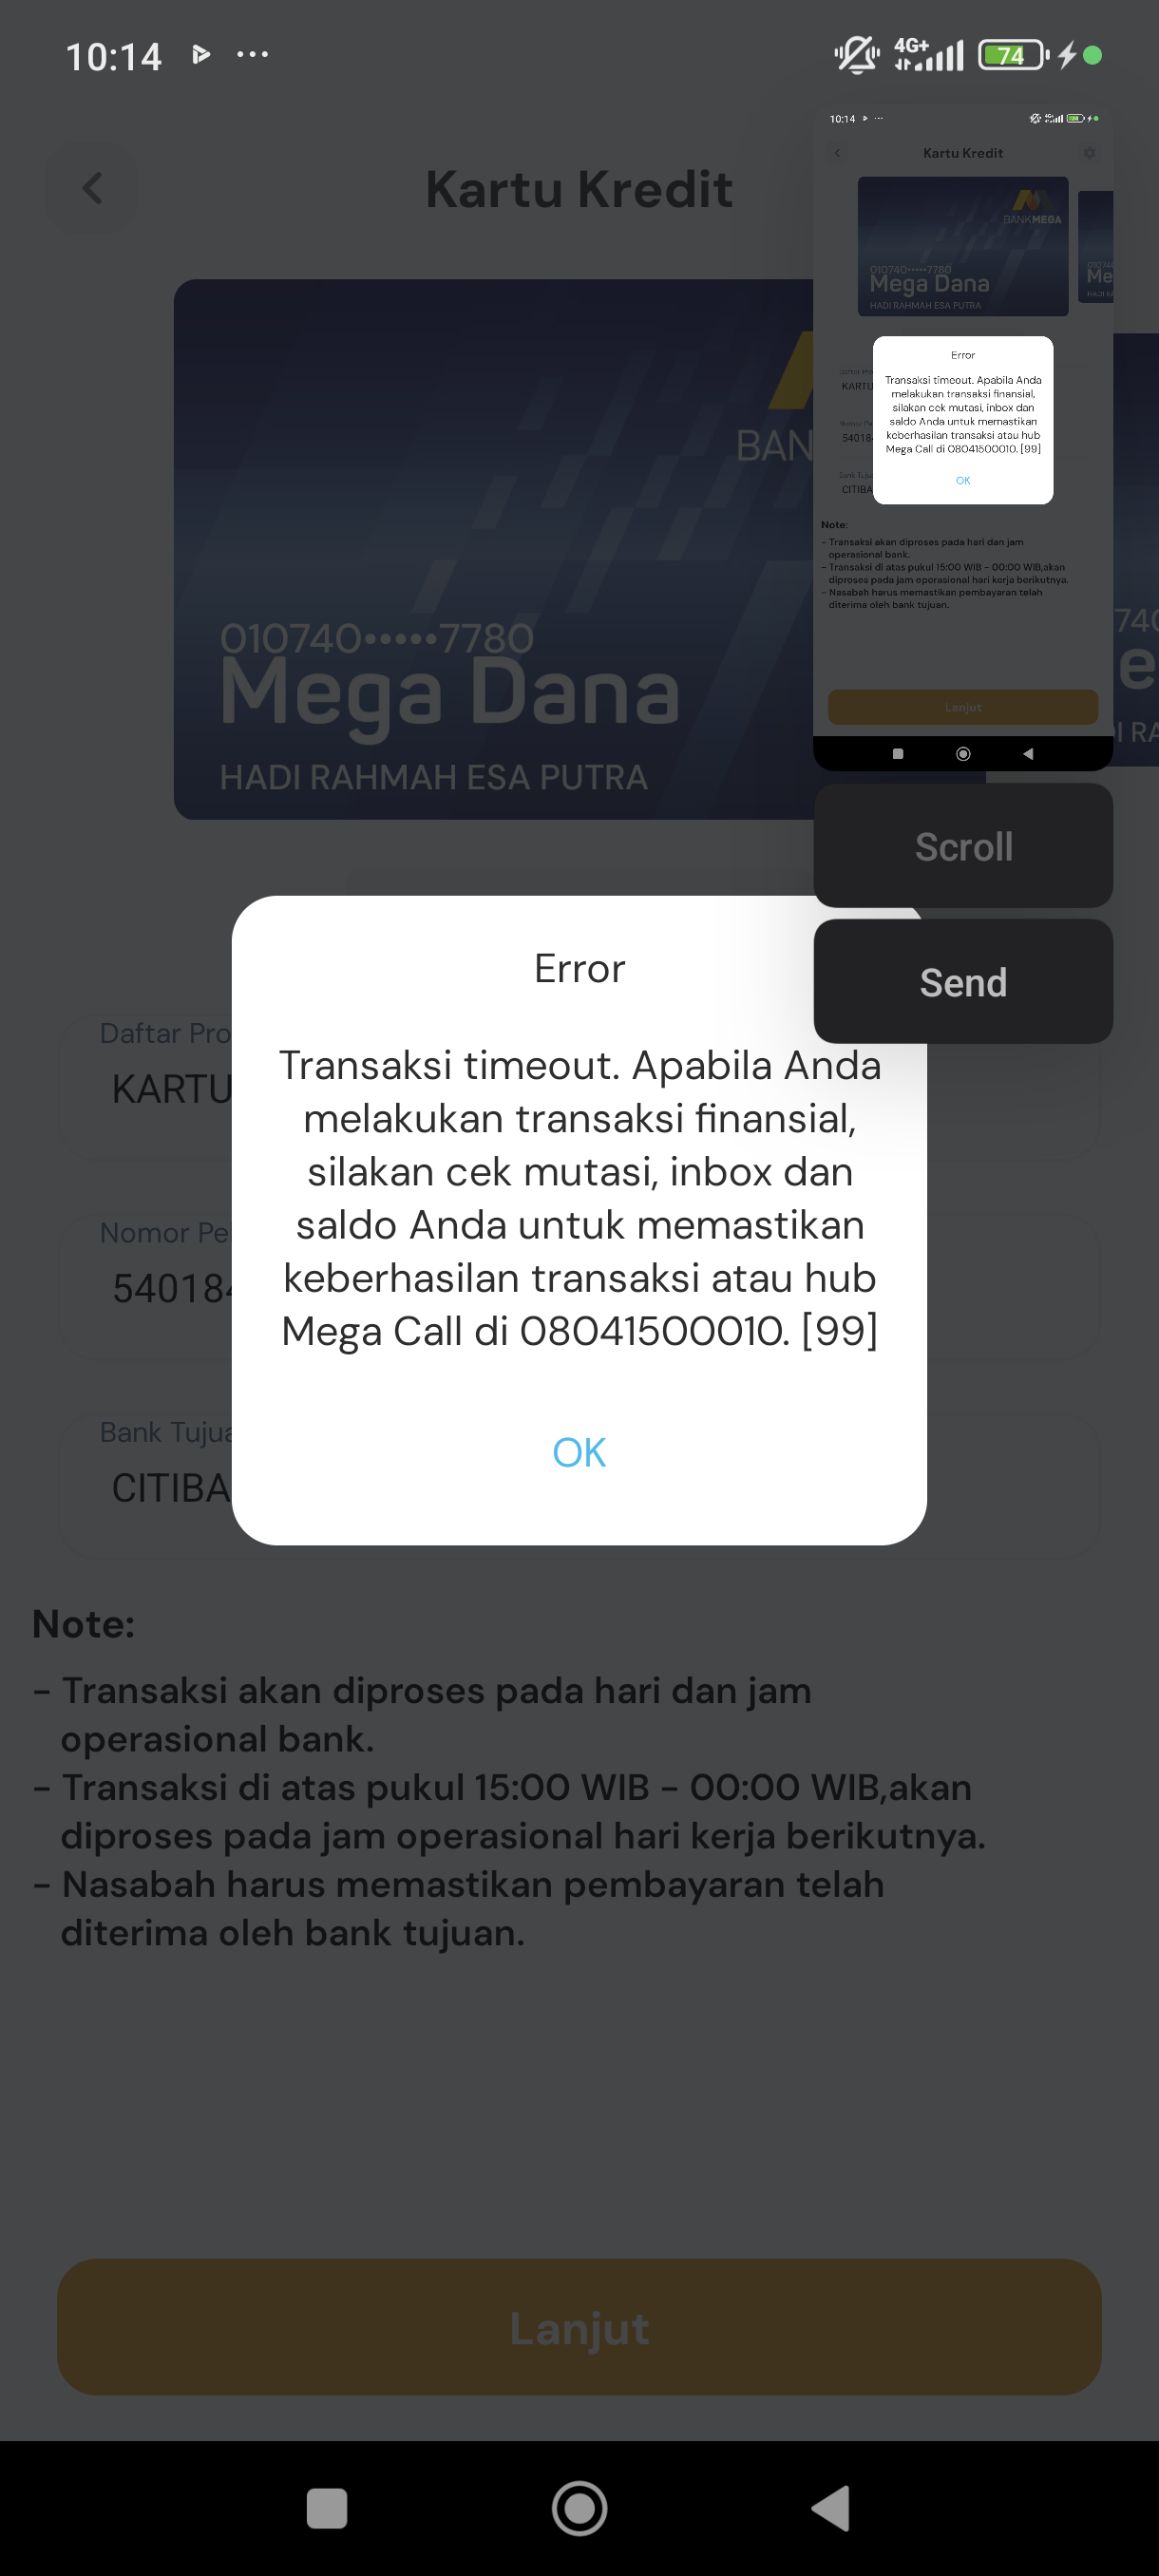 10:14
4G+
74
Kartu Kredit
BAN
010740•••••7780
Mega Dana
HADI RAHMAH ESA PUTRA
10:14
Kartu Kredit
BANKMEGA
010740•••••7780
Mega Dana
HADI RAHMAH ESA PUTRA
Me
Error
Transaksi timeout. Apabila Anda
melakukan transaksi finansial,
silakan cek mutasi, inbox dan
saldo Anda untuk memastikan
keberhasilan transaksi atau hub
Mega Call di 08041500010. [99]
OK
KARTU
54018
CITIBA
Note:
- Transaksi akan diproses pada hari dan jam
operasional bank.
- Transaksi di atas pukul 15:00 WIB - 00:00 WIB,akan
diproses pada jam operasional hari kerja berikutnya.
- Nasabah harus memastikan pembayaran telah
diterima oleh bank tujuan.
Lanjut
740
e
I RA
Scroll
Send
Error
Transaksi timeout. Apabila Anda
melakukan transaksi finansial,
silakan cek mutasi, inbox dan
saldo Anda untuk memastikan
keberhasilan transaksi atau hub
Mega Call di 08041500010. [99]
OK
Daftar Pro
KARTU
Nomor Pe
54018
Bank Tujua
CITIBA
Note:
- Transaksi akan diproses pada hari dan jam
operasional bank.
- Transaksi di atas pukul 15:00 WIB - 00:00 WIB,akan
diproses pada jam operasional hari kerja berikutnya.
- Nasabah harus memastikan pembayaran telah
diterima oleh bank tujuan.
Lanjut